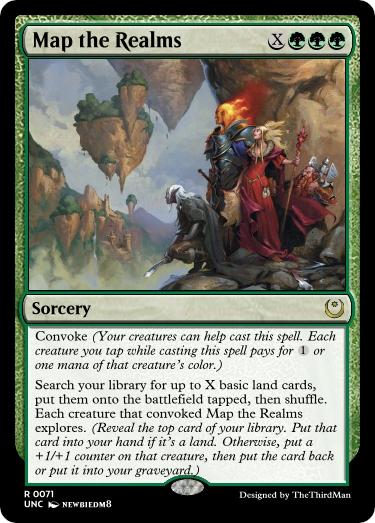 Map the Realms X
Sorcery
Convoke (Your creatures can help cast this spell. Each
creature you tap while casting this spell pays for 1 or
one mana of that creature's color.)
Search your library for up to X basic land cards,
put them onto the battlefield tapped, then shuffle.
Each creature that convoked Map the Realms
explores. (Reveal the top card of your library. Put that
card into your hand if it's a land. Otherwise, put a
+1/+1 counter on that creature, then put the card back
or put it into your graveyard.)
R 0071
UNC NEWBIEDM8 Designed by TheThirdMan